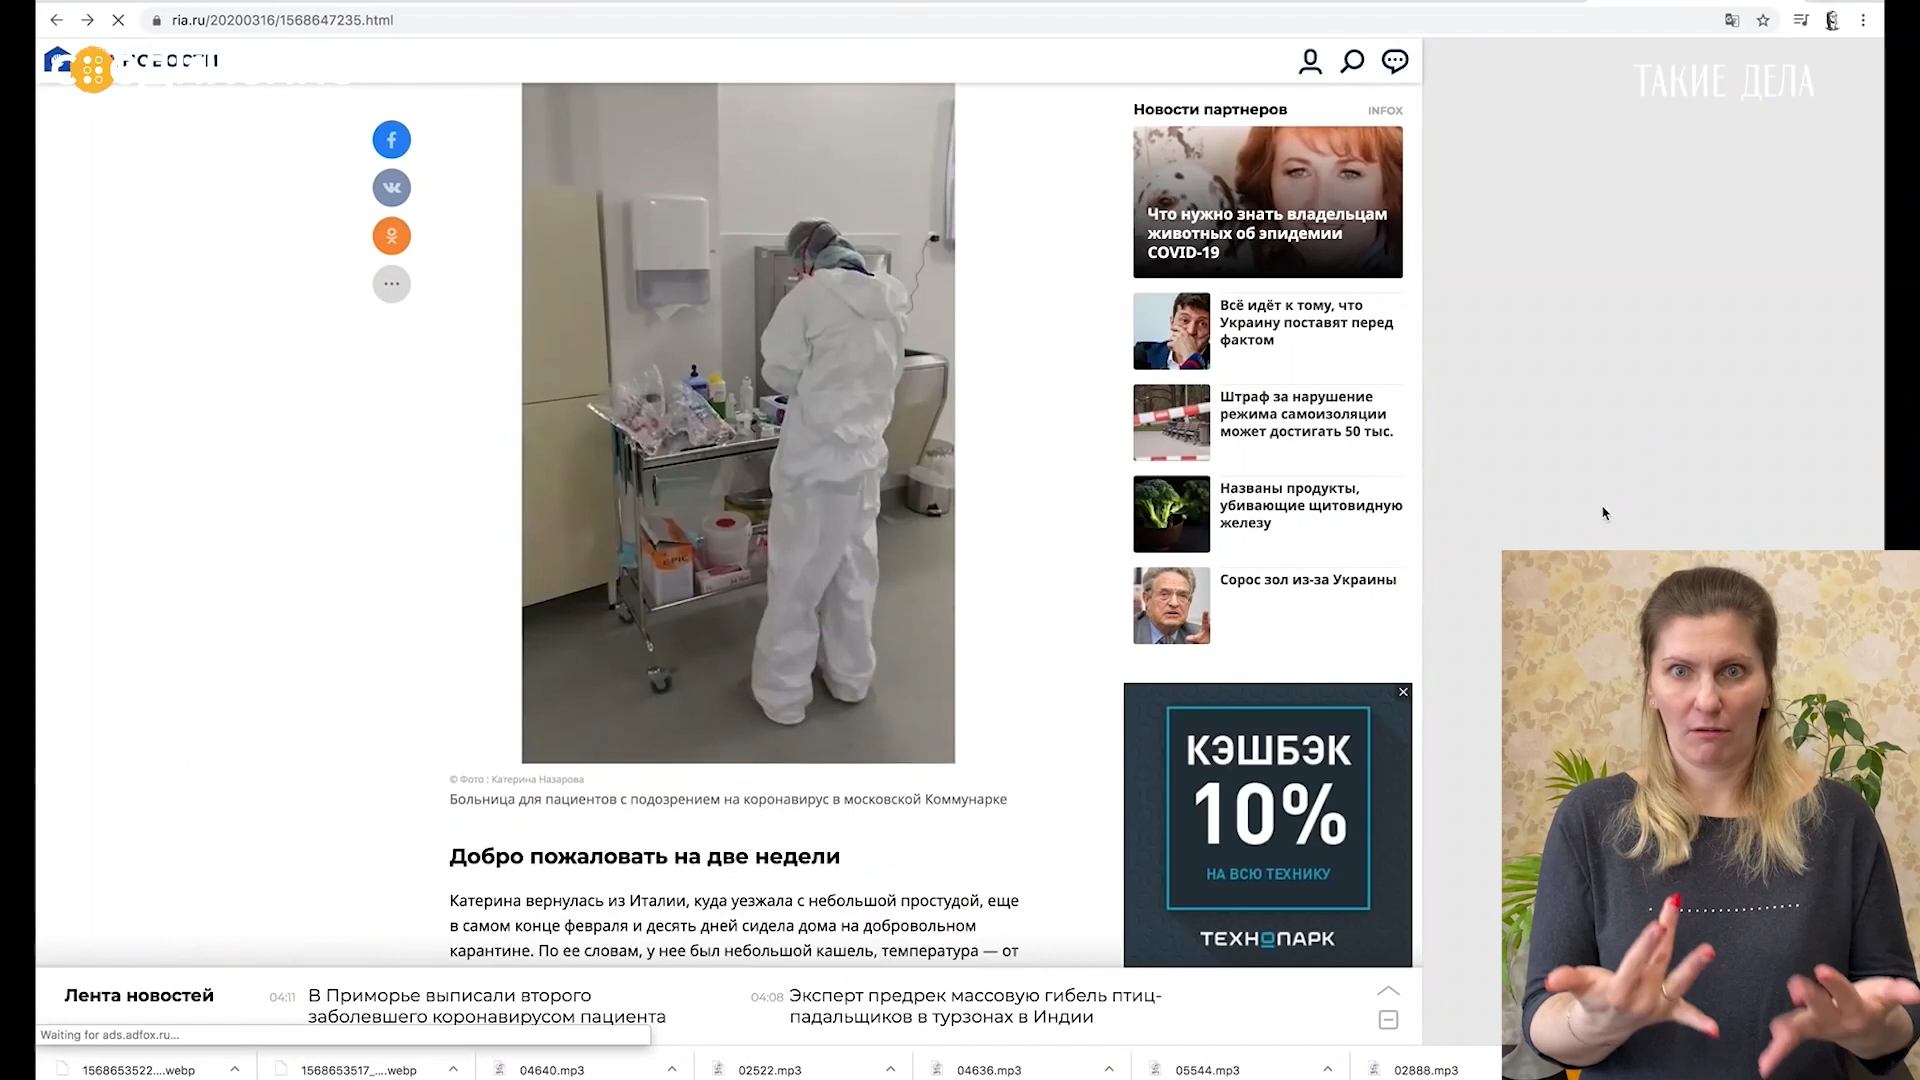 ria.ru/20200316/1568647235.html
НОВОСТИ
ТАКИЕ ДЕЛА
Новости партнеров
INFOX
Что нужно знать владельцам
животных об эпидемии
COVID-19
Всё идёт к тому, что
Украину поставят перед
фактом
Штраф за нарушение
режима самоизоляции
может достигать 50 тыс.
Названы продукты,
убивающие щитовидную
железу
Сорос зол из-за Украины
EPIC
© Фото : Катерина Назарова
Больница для пациентов с подозрением на коронавирус в московской Коммунарке
Добро пожаловать на две недели
Катерина вернулась из Италии, куда уезжала с небольшой простудой, еще
в самом конце февраля и десять дней сидела дома на добровольном
карантине. По ее словам, у нее был небольшой кашель, температура — от
КЭШБЭК
10%
НА ВСЮ ТЕХНИКУ
ТЕХНОПАРК
Лента новостей
04:11 В Приморье выписали второго
заболевшего коронавирусом пациента
04:08 Эксперт предрек массовую гибель птиц-
падальщиков в турзонах в Индии
Waiting for ads.adfox.ru...
1568653522....webp
1568653517_....webp
04640.mp3
02522.mp3
04636.mp3
05544.mp3
02888.mp3